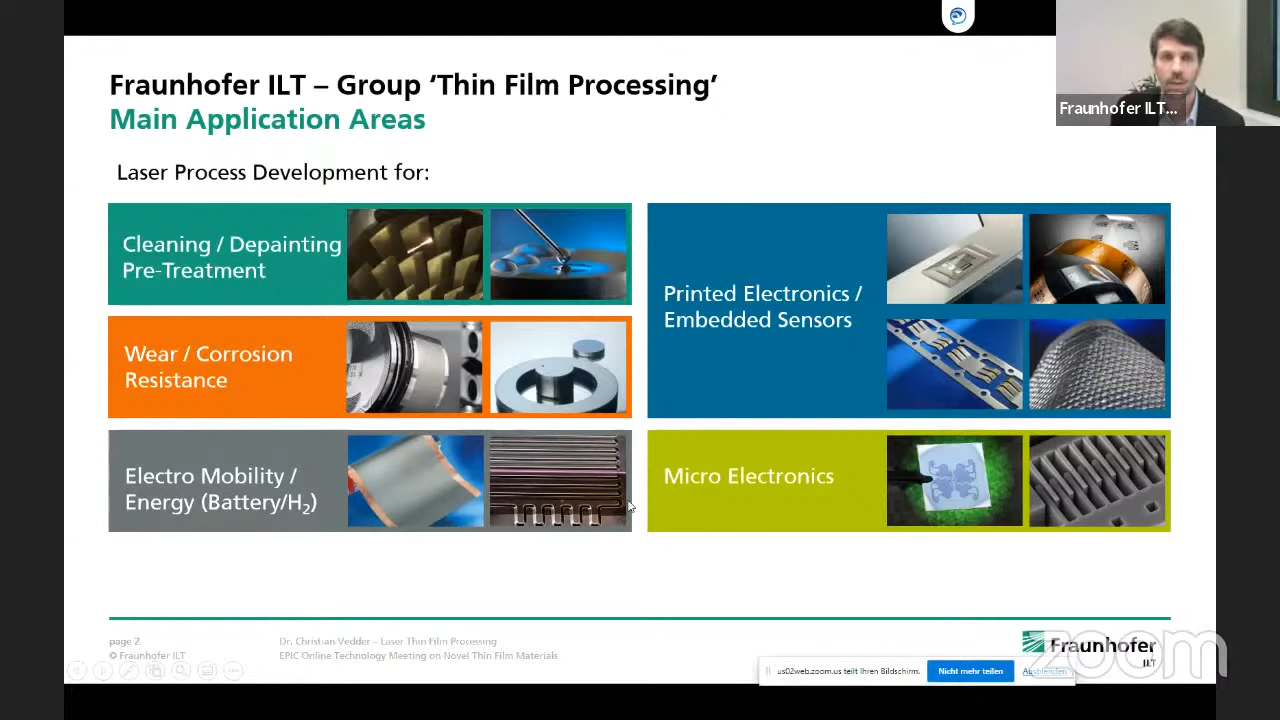 Fraunhofer ILT – Group ‘Thin Film Processing’
Main Application Areas
Fraunhofer ILT...
Laser Process Development for:
Cleaning / Depainting
Pre-Treatment
Wear / Corrosion
Resistance
Electro Mobility /
Energy (Battery/H₂)
Printed Electronics /
Embedded Sensors
Micro Electronics
page 2
© Fraunhofer ILT
Dr. Christian Vedder – Laser Thin Film Processing
EPIC Online Technology Meeting on Novel Thin Film Materials
Fraunhofer
ILT
zoom
us02web.zoom.us teilt Ihren Bildschirm.
Nicht mehr teilen
Ausblenden